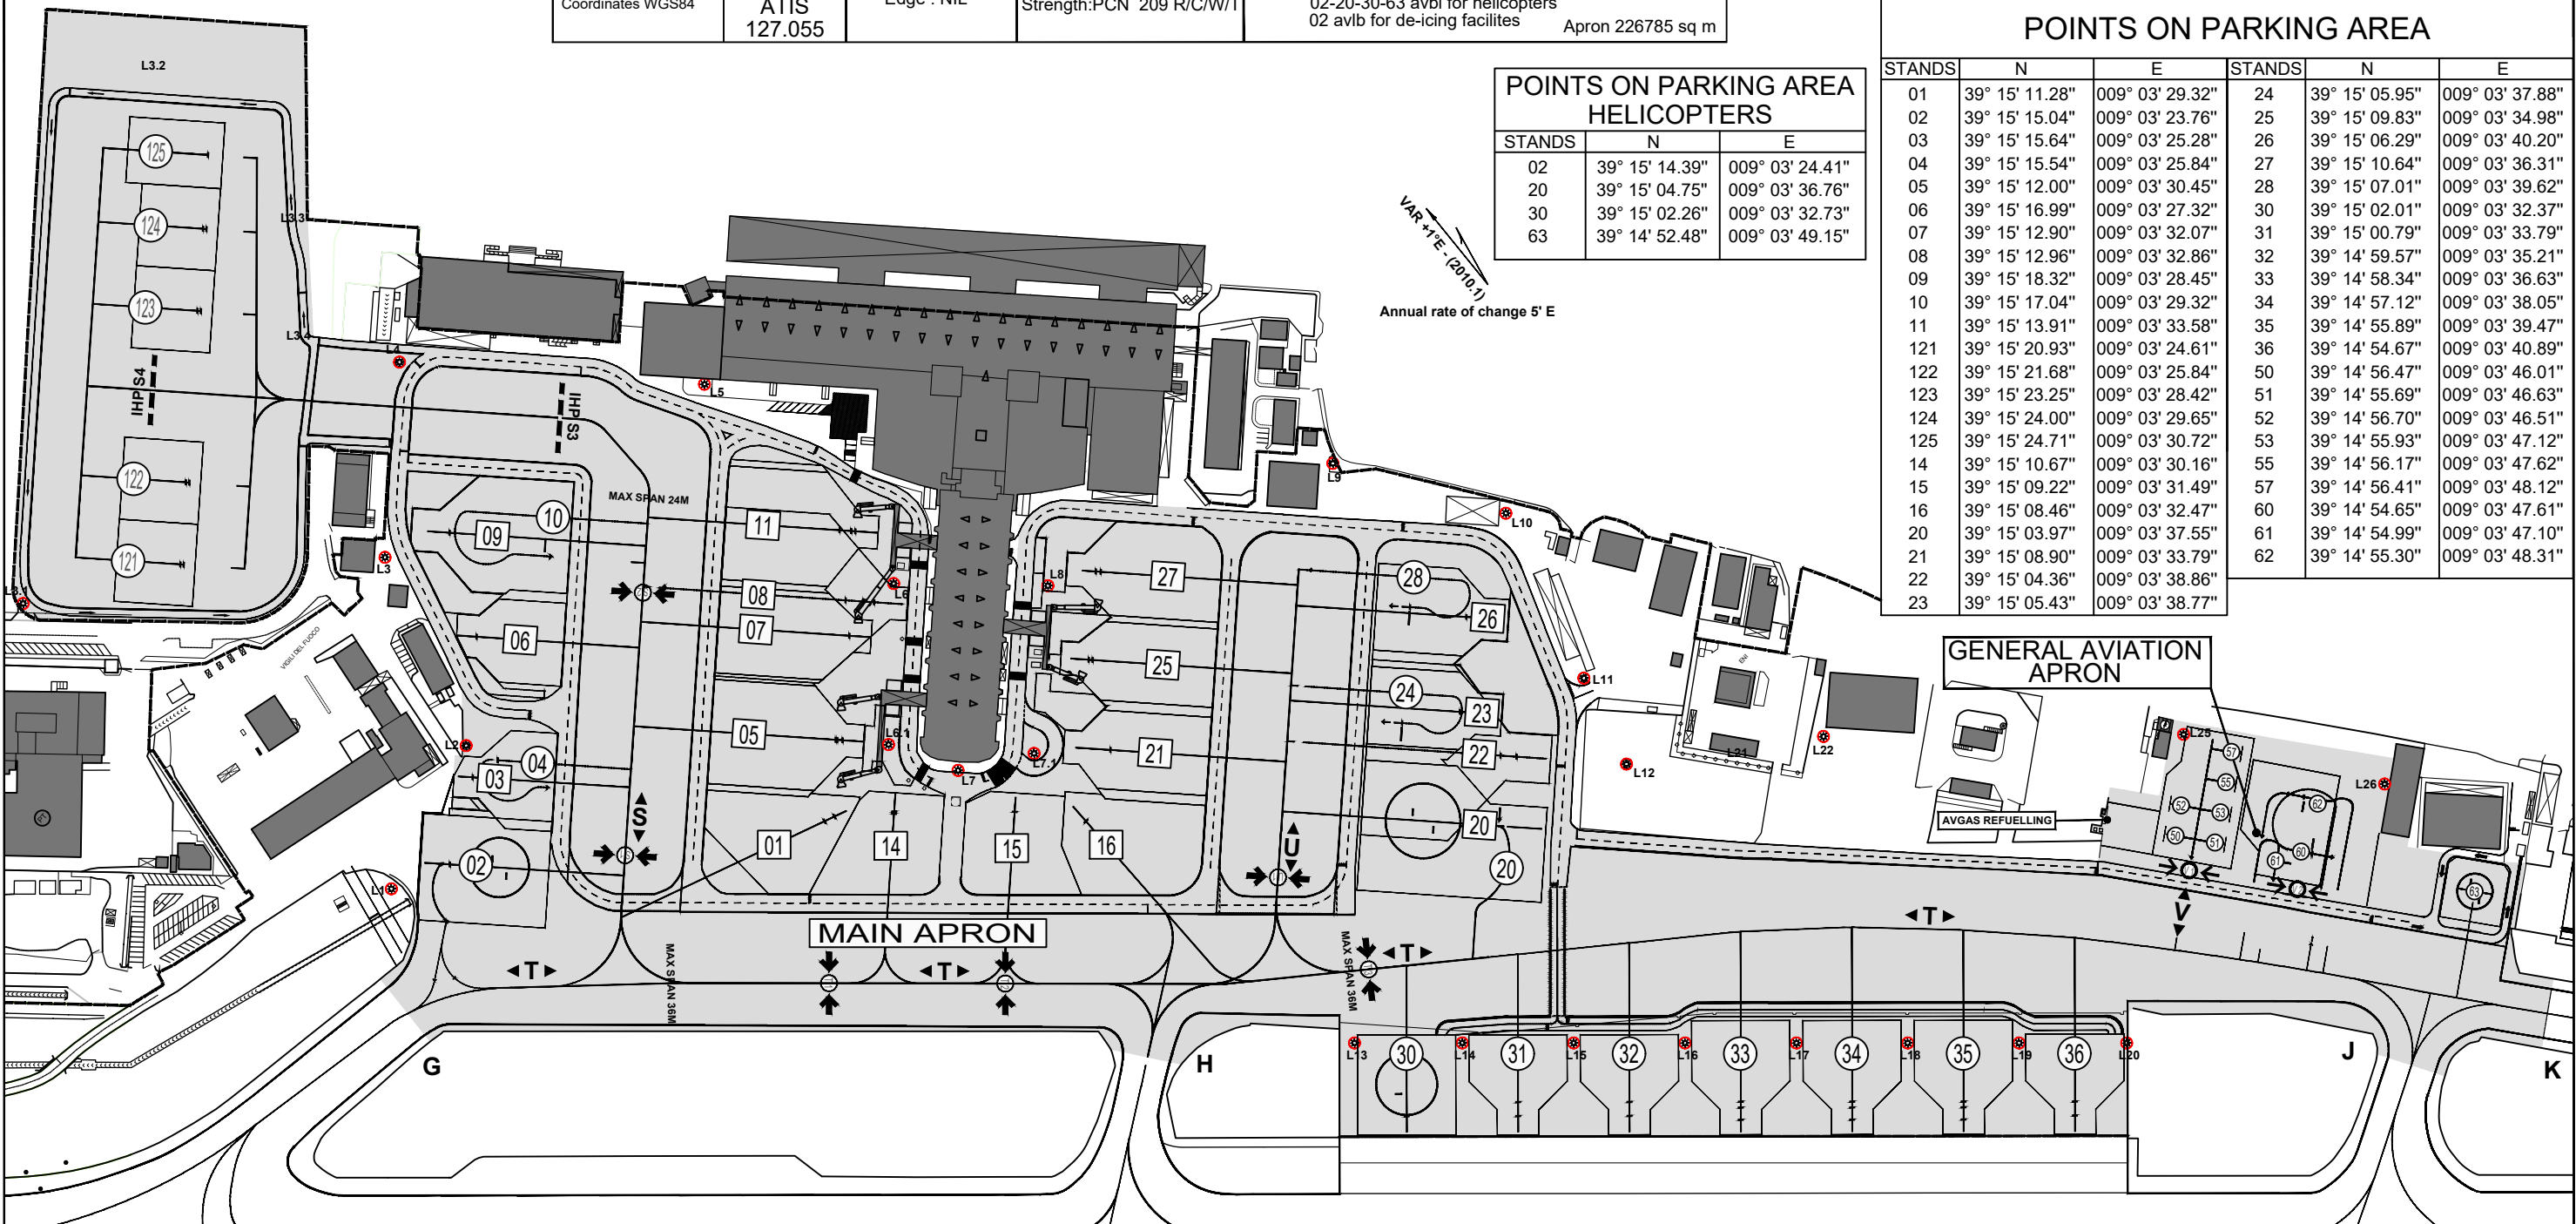 Coordinates WGS84
ATIS
127.055
Edge : NIL
Strength:PCN 209 R/C/W/T
02-20-30-63 avbl for helicopters
02 avlb for de-icing facilites
Apron 226785 sq m
POINTS ON PARKING AREA
STANDS N E STANDS N E
01 39° 15' 11.28" 009° 03' 29.32" 24 39° 15' 05.95" 009° 03' 37.88"
02 39° 15' 15.04" 009° 03' 23.76" 25 39° 15' 09.83" 009° 03' 34.98"
03 39° 15' 15.64" 009° 03' 25.28" 26 39° 15' 06.29" 009° 03' 40.20"
04 39° 15' 15.54" 009° 03' 25.84" 27 39° 15' 10.64" 009° 03' 36.31"
05 39° 15' 12.00" 009° 03' 30.45" 28 39° 15' 07.01" 009° 03' 39.62"
06 39° 15' 16.99" 009° 03' 27.32" 30 39° 15' 02.01" 009° 03' 32.37"
07 39° 15' 12.90" 009° 03' 32.07" 31 39° 15' 00.79" 009° 03' 33.79"
08 39° 15' 12.96" 009° 03' 32.86" 32 39° 14' 59.57" 009° 03' 35.21"
09 39° 15' 18.32" 009° 03' 28.45" 33 39° 14' 58.34" 009° 03' 36.63"
10 39° 15' 17.04" 009° 03' 29.32" 34 39° 14' 57.12" 009° 03' 38.05"
11 39° 15' 13.91" 009° 03' 33.58" 35 39° 14' 55.89" 009° 03' 39.47"
121 39° 15' 20.93" 009° 03' 24.61" 36 39° 14' 54.67" 009° 03' 40.89"
122 39° 15' 21.68" 009° 03' 25.84" 50 39° 14' 56.47" 009° 03' 46.01"
123 39° 15' 23.25" 009° 03' 28.42" 51 39° 14' 55.69" 009° 03' 46.63"
124 39° 15' 24.00" 009° 03' 29.65" 52 39° 14' 56.70" 009° 03' 46.51"
125 39° 15' 24.71" 009° 03' 30.72" 53 39° 14' 55.93" 009° 03' 47.12"
14 39° 15' 10.67" 009° 03' 30.16" 55 39° 14' 56.17" 009° 03' 47.62"
15 39° 15' 09.22" 009° 03' 31.49" 57 39° 14' 56.41" 009° 03' 48.12"
16 39° 15' 08.46" 009° 03' 32.47" 60 39° 14' 54.65" 009° 03' 47.61"
20 39° 15' 03.97" 009° 03' 37.55" 61 39° 14' 54.99" 009° 03' 47.10"
21 39° 15' 08.90" 009° 03' 33.79" 62 39° 14' 55.30" 009° 03' 48.31"
22 39° 15' 04.36" 009° 03' 38.86"
23 39° 15' 05.43" 009° 03' 38.77"
POINTS ON PARKING AREA
HELICOPTERS
STANDS N E
02 39° 15' 14.39" 009° 03' 24.41"
20 39° 15' 04.75" 009° 03' 36.76"
30 39° 15' 02.26" 009° 03' 32.73"
63 39° 14' 52.48" 009° 03' 49.15"
VAR +1°E - (2010.1)
Annual rate of change 5' E
L3.2
125
124
L3.3
123
L3.4
IHPS4
122
121
L3.1
L4
IHPS3
L5
L3
MAX SPAN 24M
10
09
11
08
07
06
05
04
03
02
L6
L6.1
L7
L7.1
L8
L9
L10
L11
L12
VIGILI DEL FUOCO
L2
L1
S
01
14
15
16
27
25
21
28
26
24
23
22
20
20
U
ENI
L21
L22
GENERAL AVIATION
APRON
AVGAS REFUELLING
L25
L26
57
55
52
53
50
51
62
61
60
63
V
MAIN APRON
T
T
T
T
MAX SPAN 36M
MAX SPAN 36M
G
H
J
K
L13
30
L14
31
L15
32
L16
33
L17
34
L18
35
L19
36
L20